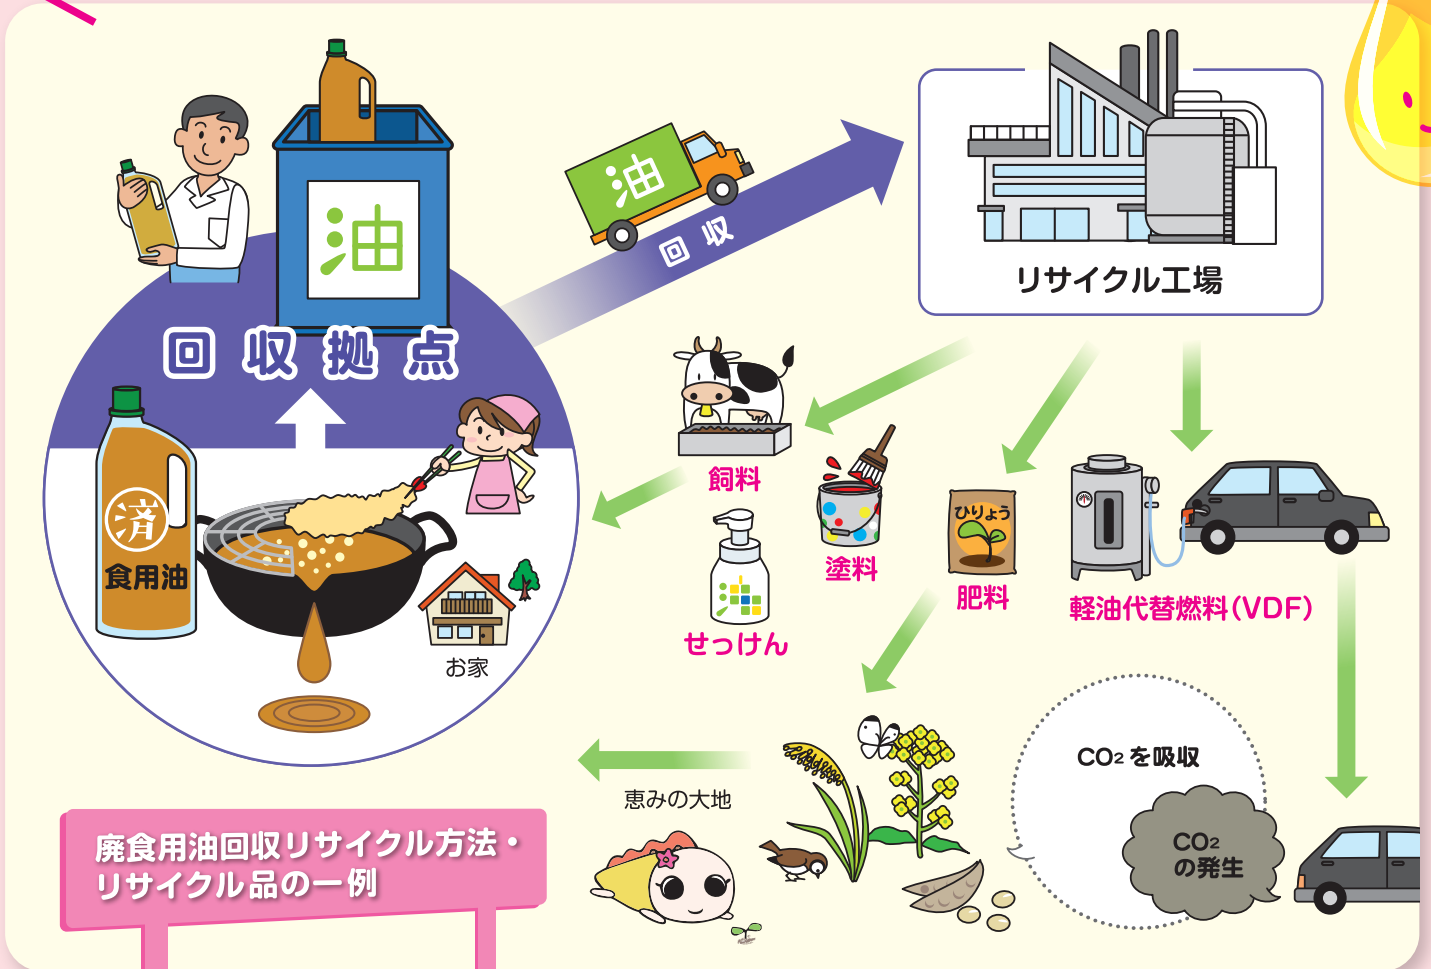 油
油
回収
リサイクル工場
回収拠点
済
食用油
お家
飼料
塗料
ひりょう
肥料
軽油代替燃料(VDF)
せっけん
油
CO2を吸収
CO2
の発生
恵みの大地
廃食用油回収リサイクル方法・
リサイクル品の一例